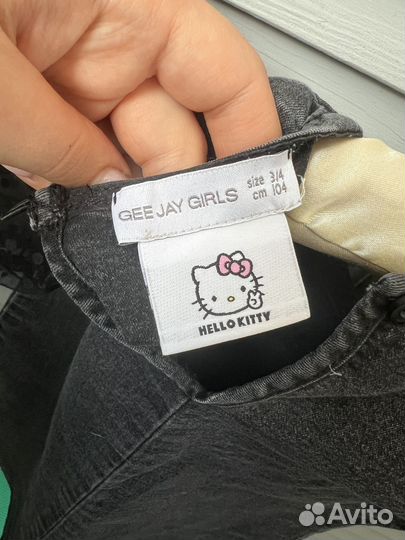 GEE JAY GIRLS
size 3/4
cm 104
HELLO KITTY
Avito